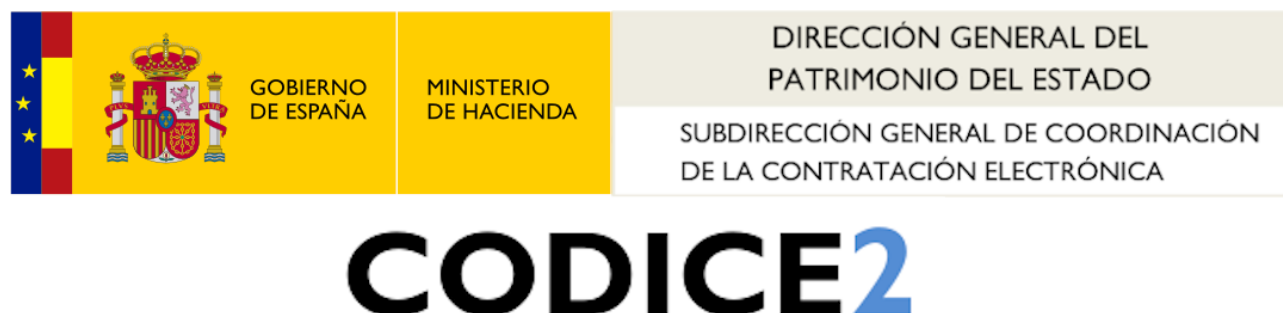 GOBIERNO
DE ESPAÑA
MINISTERIO
DE HACIENDA
DIRECCIÓN GENERAL DEL
PATRIMONIO DEL ESTADO
SUBDIRECCIÓN GENERAL DE COORDINACIÓN
DE LA CONTRATACIÓN ELECTRÓNICA
CODICE2